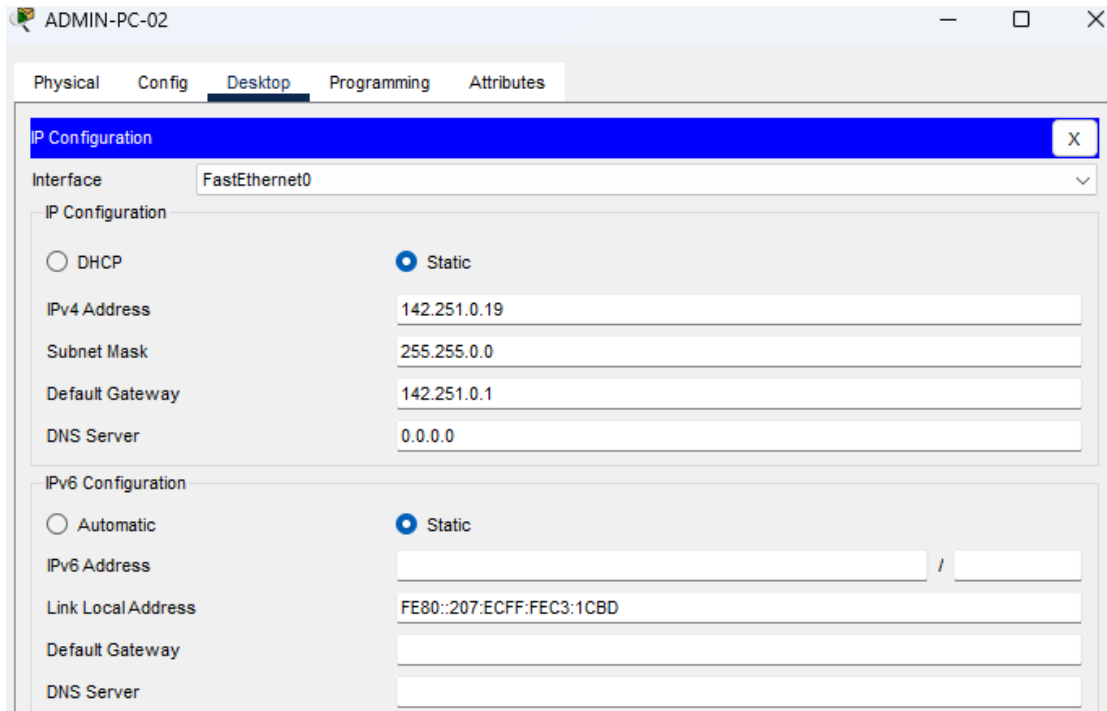 ADMIN-PC-02
Physical Config Desktop Programming Attributes
IP Configuration X
Interface FastEthernet0
IP Configuration
DHCP Static
IPv4 Address 142.251.0.19
Subnet Mask 255.255.0.0
Default Gateway 142.251.0.1
DNS Server 0.0.0.0
IPv6 Configuration
Automatic Static
IPv6 Address /
Link Local Address FE80::207:ECFF:FEC3:1CBD
Default Gateway
DNS Server